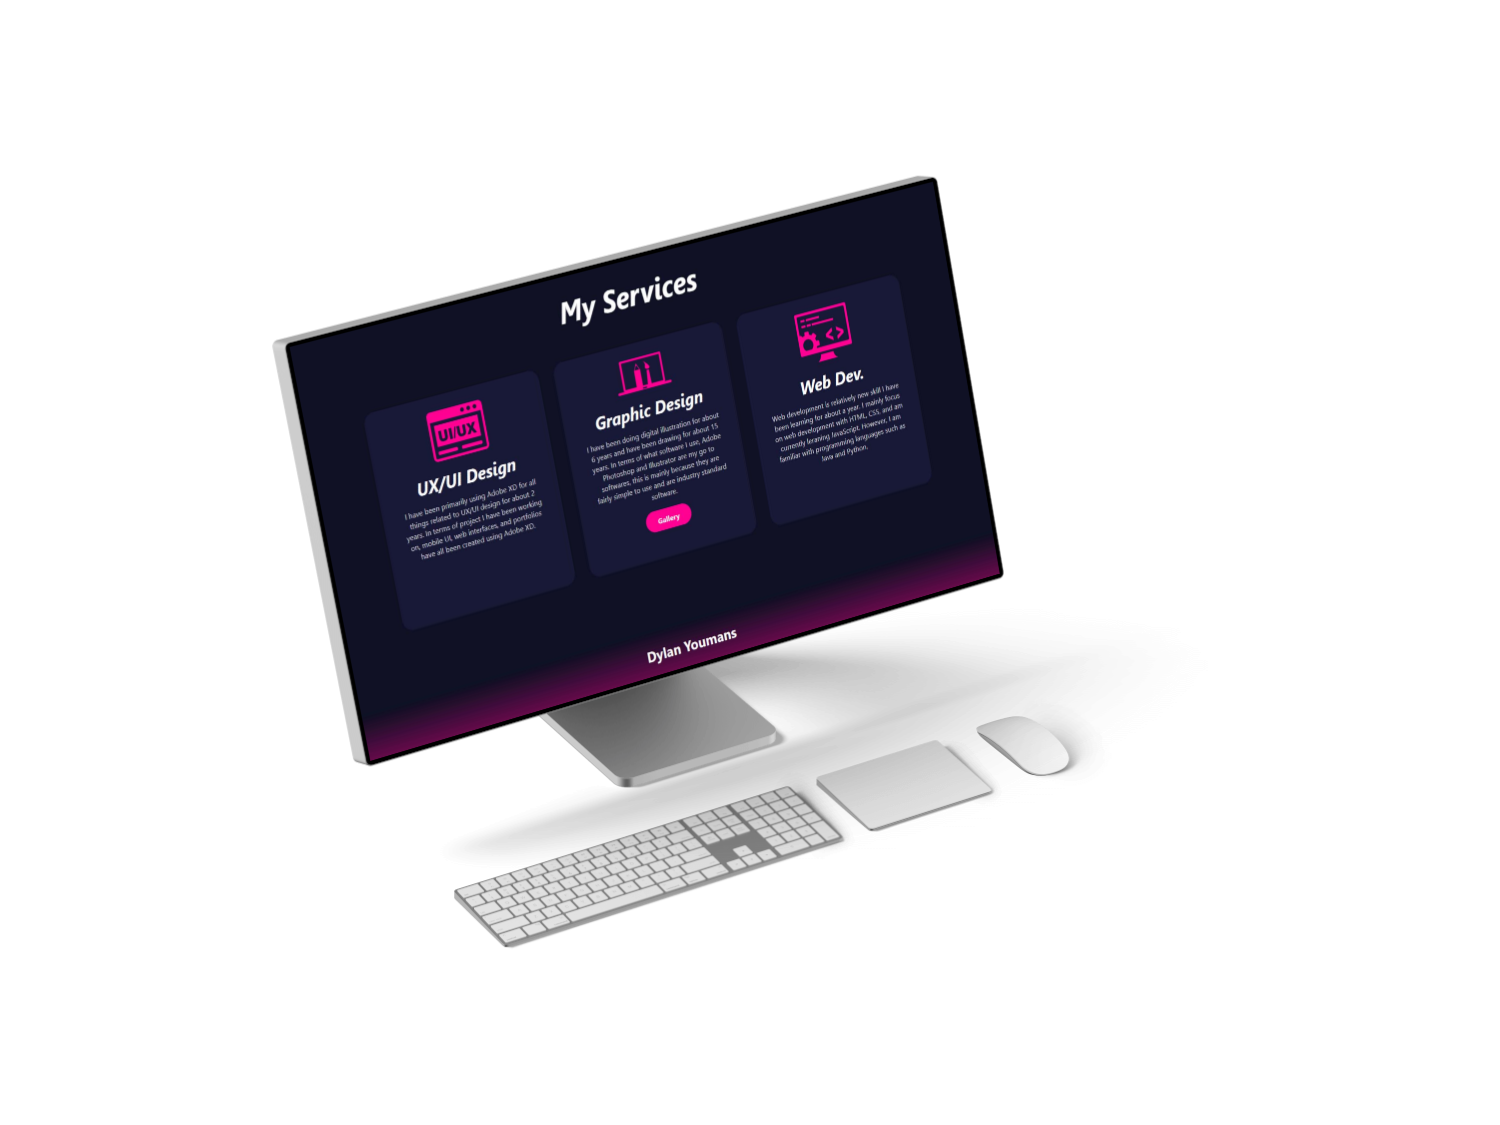 My Services
UI/UX
UX/UI Design
I have been primarily using Adobe XD for all
things related to UX/UI design for about 2
years. In terms of project I have been working
on, mobile UI, web interfaces, and portfolios
have all been created using Adobe XD.
Graphic Design
I have been doing digital illustration for about
6 years and have been drawing for about 15
years. In terms of what software I use, Adobe
Photoshop and Illustrator are my go to
softwares, this is mainly because they are
fairly simple to use and are industry standard
software.
Gallery
Web Dev.
Web development is relatively new skill I have
been learning for about a year. I mainly focus
on web development with HTML, CSS, and am
currently leraning JavaScript. However, I am
familiar with programming languages such as
Java and Python.
Dylan Youmans